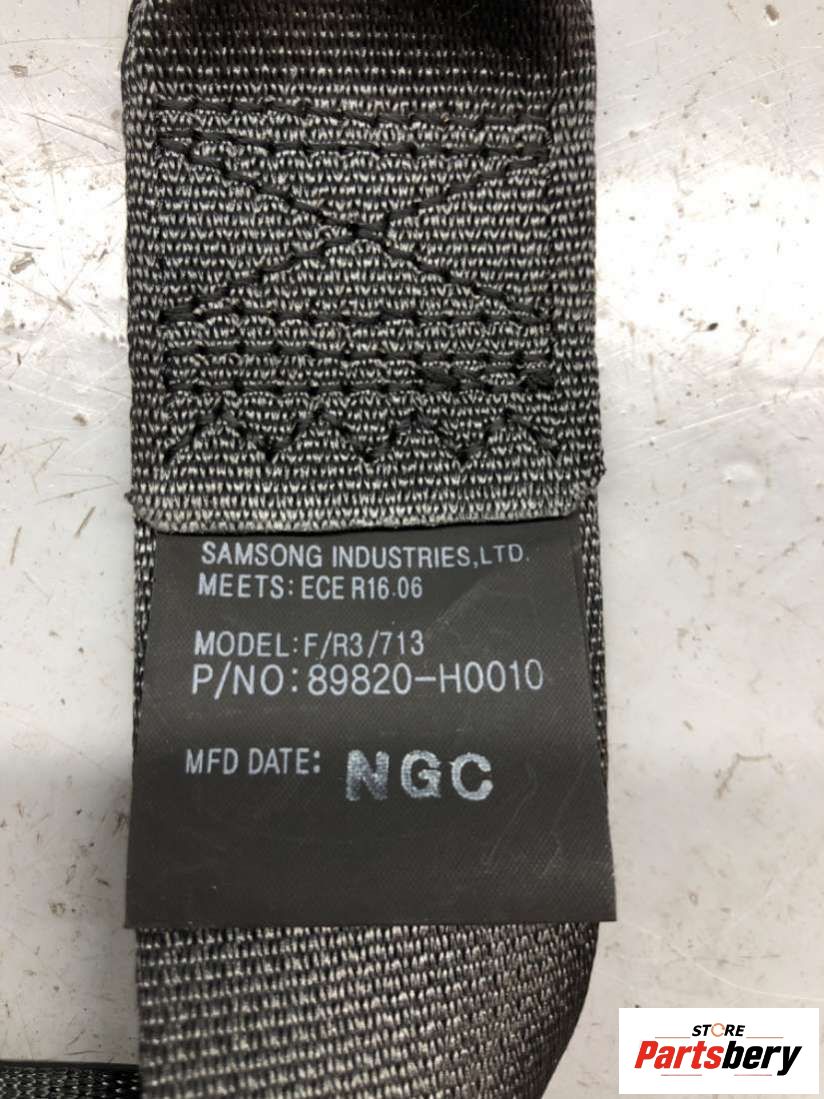 SAMSONG INDUSTRIES,LTD.
MEETS: ECE R16.06
MODEL: F/R3/713
P/NO: 89820-H0010
MFD DATE: NGC
STORE
Partsbery